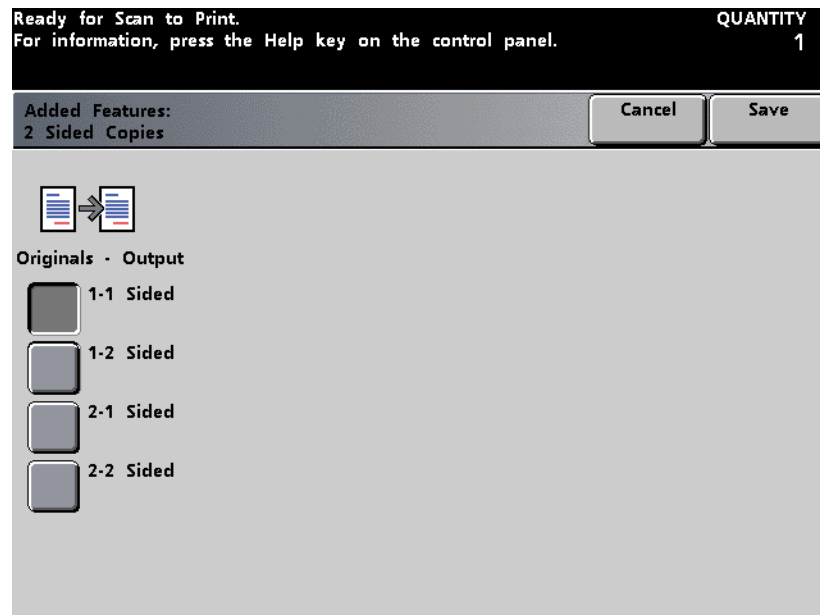 Ready for Scan to Print.
QUANTITY
For information, press the Help key on the control panel.
1
Added Features:
2 Sided Copies
Cancel
Save
Originals - Output
1-1 Sided
1-2 Sided
2-1 Sided
2-2 Sided